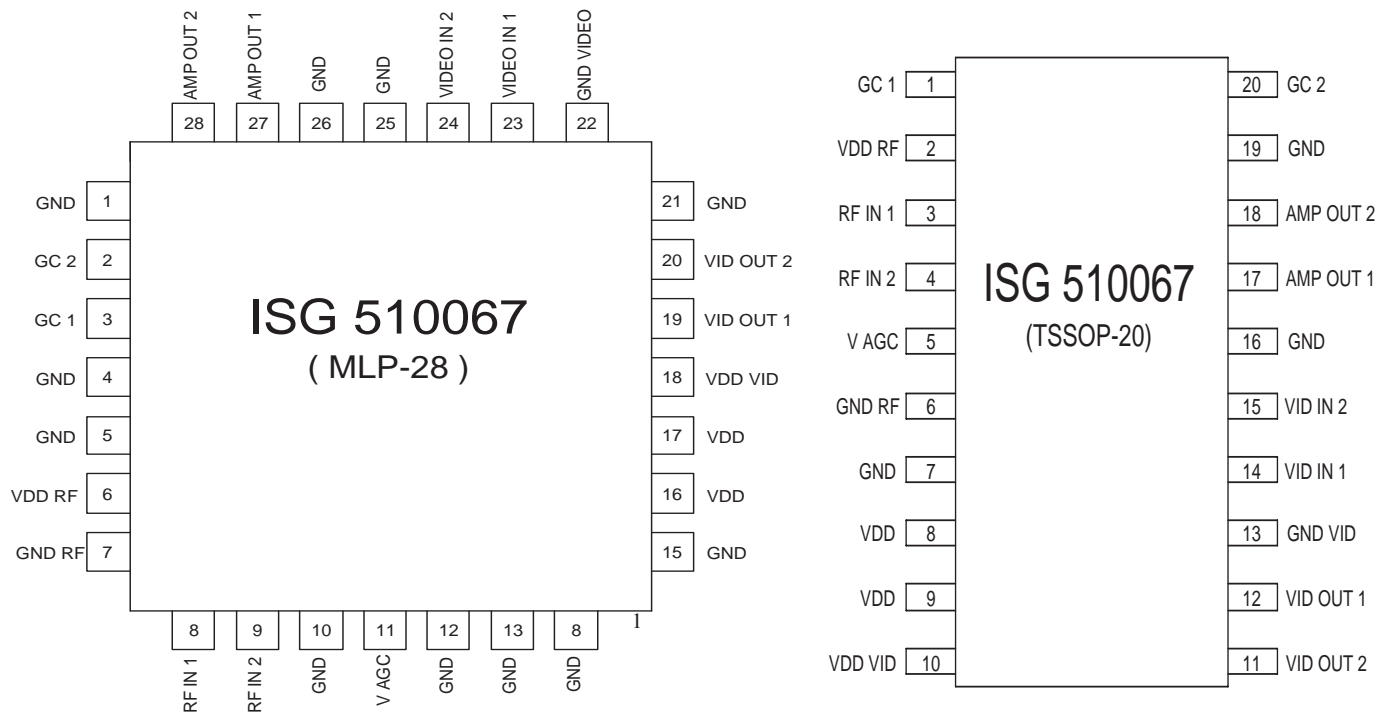 AMP OUT 2
AMP OUT 1
GND
GND
VIDEO IN 2
VIDEO IN 1
GND VIDEO
28 27 26 25 24 23 22
GND 1
GC 2 2
GC 1 3
GND 4
GND 5
VDD RF 6
GND RF 7
ISG 510067
( MLP-28 )
21 GND
20 VID OUT 2
19 VID OUT 1
18 VDD VID
17 VDD
16 VDD
15 GND
1
8 9 10 11 12 13 8
RF IN 1
RF IN 2
GND
V AGC
GND
GND
GND
GC 1 1
VDD RF 2
RF IN 1 3
RF IN 2 4
V AGC 5
GND RF 6
GND 7
VDD 8
VDD 9
VDD VID 10
ISG 510067
(TSSOP-20)
20 GC 2
19 GND
18 AMP OUT 2
17 AMP OUT 1
16 GND
15 VID IN 2
14 VID IN 1
13 GND VID
12 VID OUT 1
11 VID OUT 2